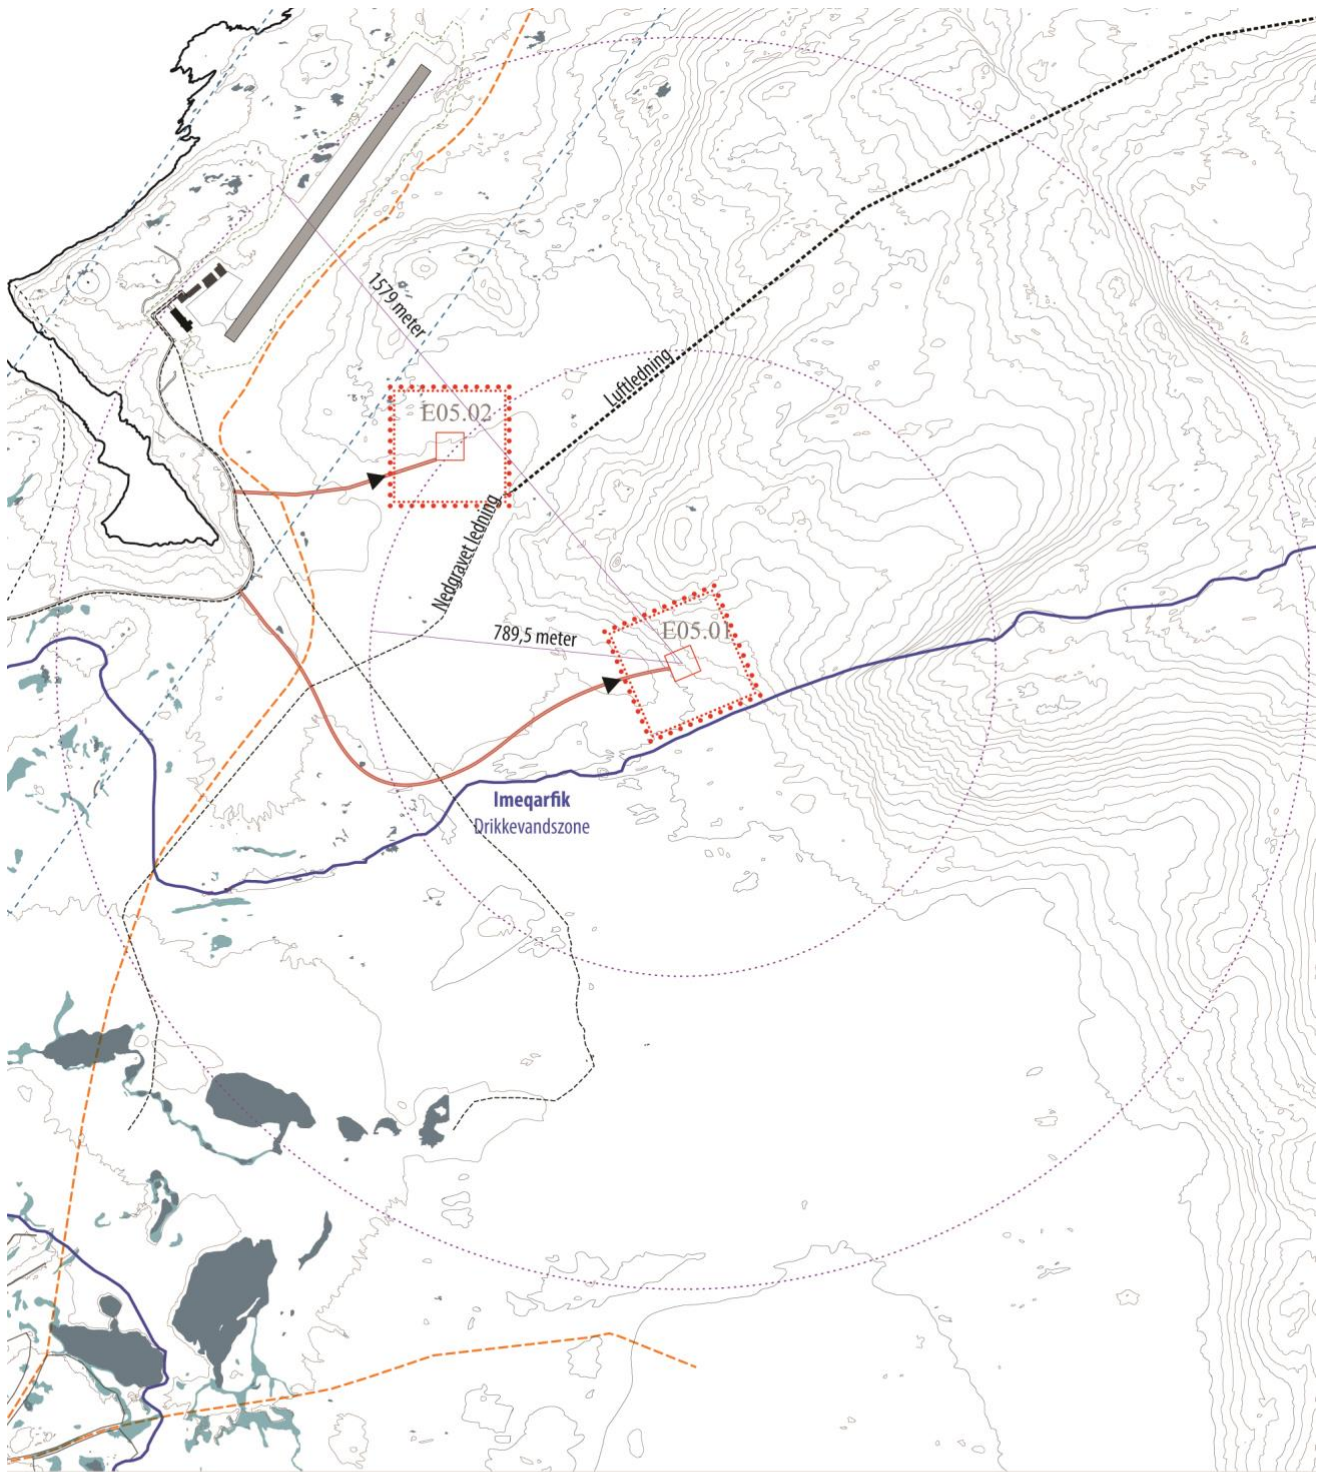 1579 meter
Luftledning
E05.02
Nedgravet ledning
E05.01
789,5 meter
Imeqarfik
Drikkevandszone